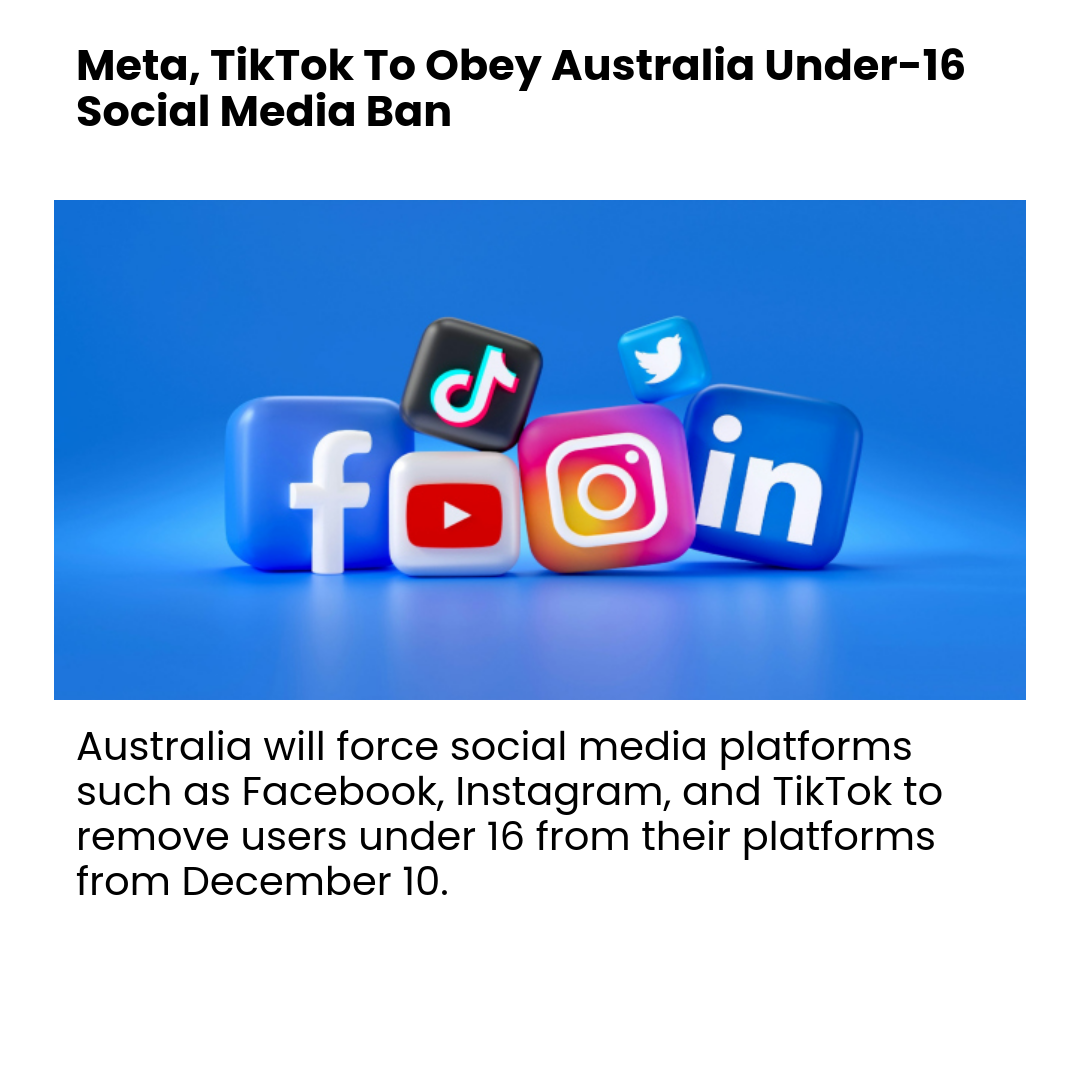 Meta, TikTok To Obey Australia Under-16
Social Media Ban
f
in
Australia will force social media platforms
such as Facebook, Instagram, and TikTok to
remove users under 16 from their platforms
from December 10.